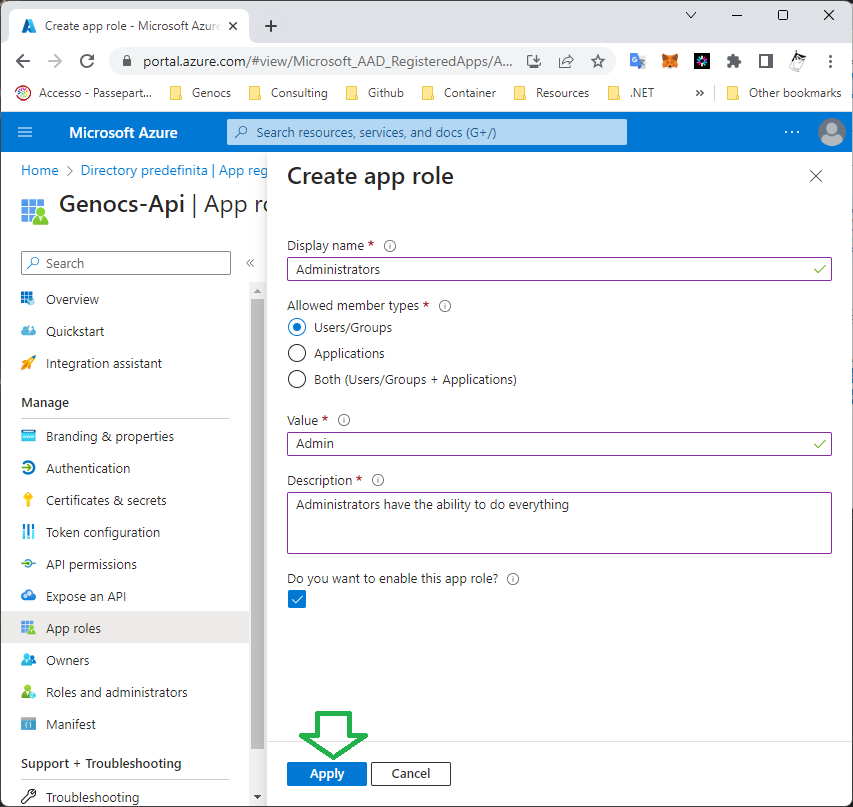 Create app role - Microsoft Azure
portal.azure.com/#view/Microsoft_AAD_RegisteredApps/A...
Accesso - Passepart...
Genocs
Consulting
Github
Container
Resources
.NET
»
Other bookmarks
Microsoft Azure
Search resources, services, and docs (G+/)
...
Home > Directory predefinita | App reg
Genocs-Api | App ro
Search
«
Overview
Quickstart
Integration assistant
Manage
Branding & properties
Authentication
Certificates & secrets
Token configuration
API permissions
Expose an API
App roles
Owners
Roles and administrators
Manifest
Support + Troubleshooting
Troubleshooting
Create app role
Display name *
Administrators
Allowed member types *
Users/Groups
Applications
Both (Users/Groups + Applications)
Value *
Admin
Description *
Administrators have the ability to do everything
Do you want to enable this app role?
Apply
Cancel